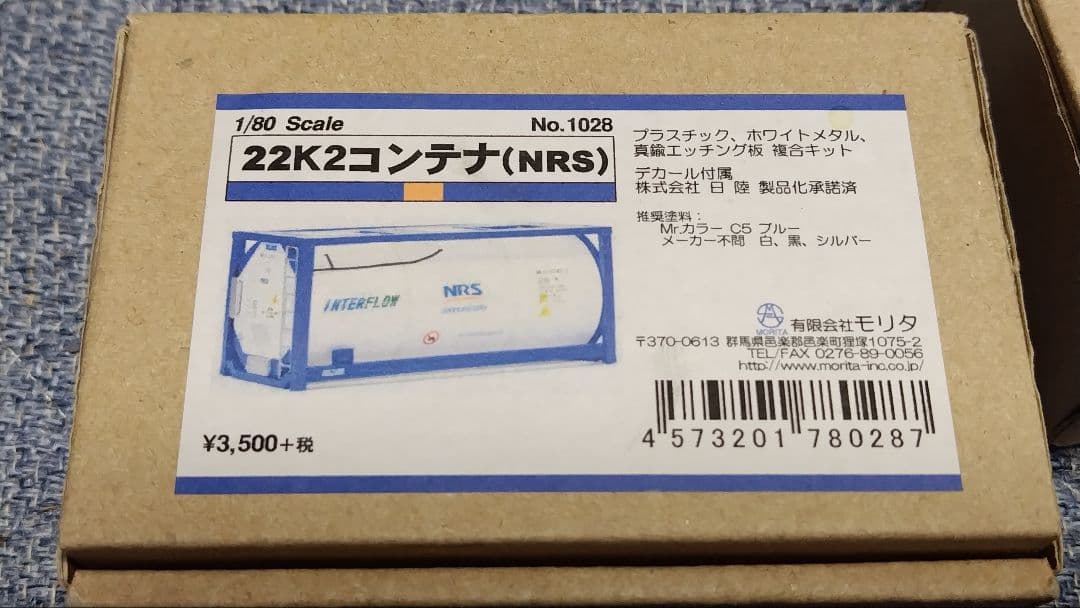 1/80 Scale
No.1028
22K2コンテナ(NRS)
プラスチック、ホワイトメタル、
真鍮エッチング板 複合キット
デカール付属
株式会社 日 陸 製品化承諾済
推奨塗料：
Mr.カラー C5 ブルー
メーカー不問 白、黒、シルバー
INTERFLOW
NRS
MORITA
有限会社モリタ
〒370-0613 群馬県邑楽郡邑楽町狸塚1075-2
TEL/FAX 0276-89-0056
http://www.morita-inc.co.jp/
¥3,500+税
4 573201 780287